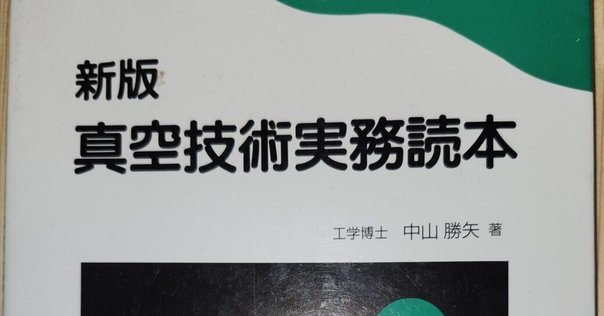 新版
真空技術実務読本
工学博士 中山 勝矢 著